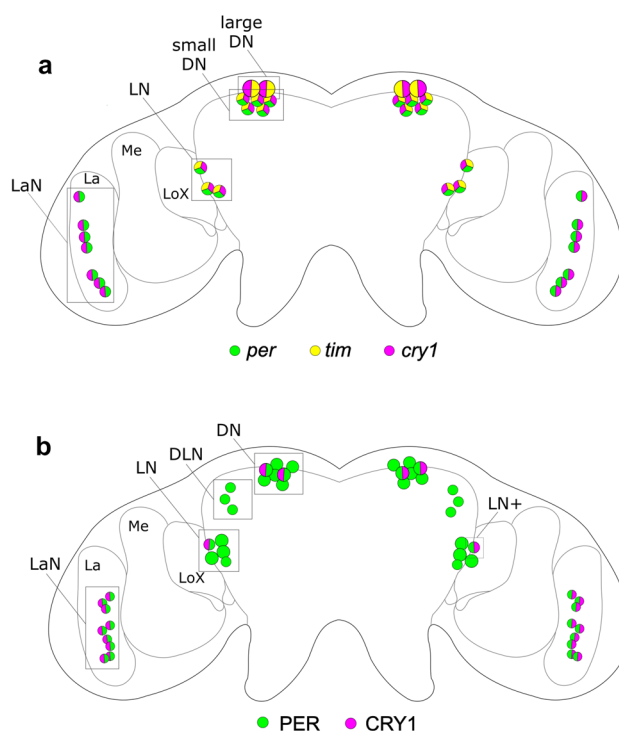 large
DN
small
DN
a
LN
Me
La
LaN
LoX
per
tim
cry1
b
DN
DLN
LN
LN+
Me
La
LaN
LoX
PER
CRY1